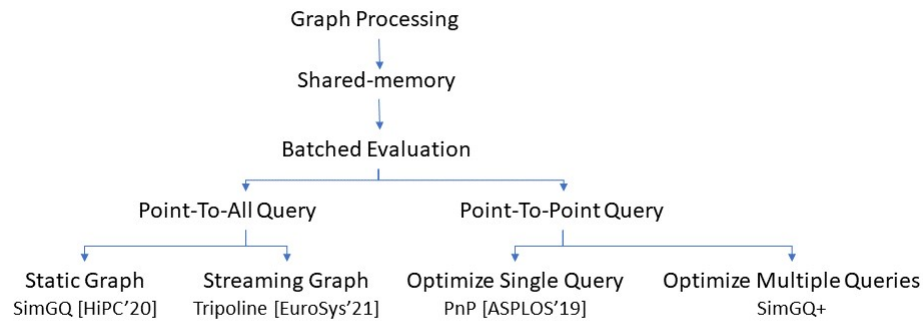 Graph Processing
Shared-memory
Batched Evaluation
Point-To-All Query
Point-To-Point Query
Static Graph
SimGQ [HiPC’20]
Streaming Graph
Tripoline [EuroSys’21]
Optimize Single Query
PnP [ASPLOS’19]
Optimize Multiple Queries
SimGQ+